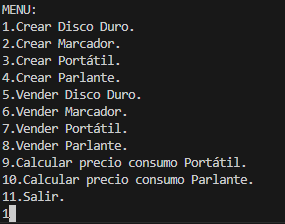 MENU:
1.Crear Disco Duro.
2.Crear Marcador.
3.Crear Portátil.
4.Crear Parlante.
5.Vender Disco Duro.
6.Vender Marcador.
7.Vender Portátil.
8.Vender Parlante.
9.Calcular precio consumo Portátil.
10.Calcular precio consumo Parlante.
11.Salir.
1